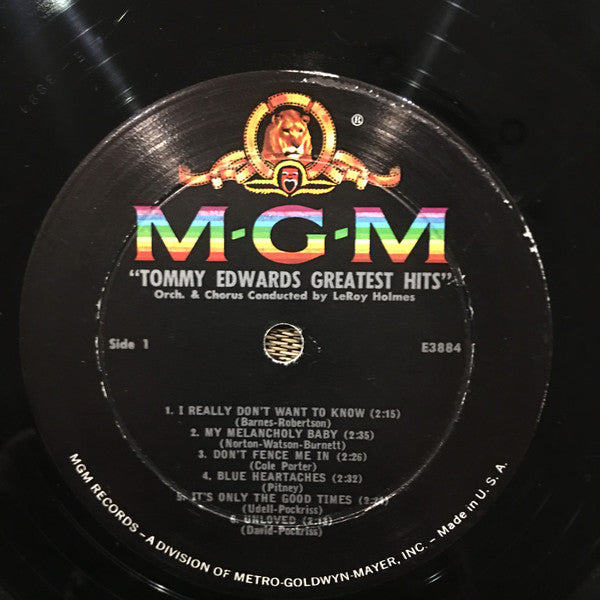 ®
M-G-M
"TOMMY EDWARDS GREATEST HITS"
Orch. & Chorus Conducted by LeRoy Holmes
Side 1
E3884
1. I REALLY DON'T WANT TO KNOW (2:15)
(Barnes-Robertson)
2. MY MELANCHOLY BABY (2:35)
(Norton-Watson-Burnett)
3. DON'T FENCE ME IN (2:26)
(Cole Porter)
4. BLUE HEARTACHES (2:32)
(Pitney)
5. IT'S ONLY THE GOOD TIMES
(Udell-Pockriss)
6. UNLOVED
(David-Pockriss)
MGM RECORDS – A DIVISION OF METRO-GOLDWYN-MAYER, INC. – Made in U.S.A.